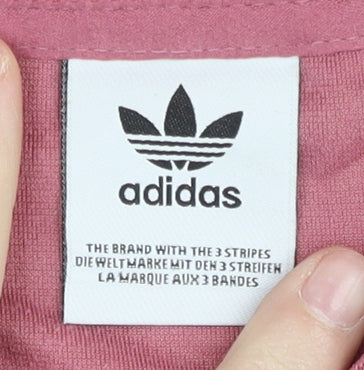 adidas
THE BRAND WITH THE 3 STRIPES
DIE WELTMARKE MIT DEN 3 STREIFEN
LA MARQUE AUX 3 BANDES